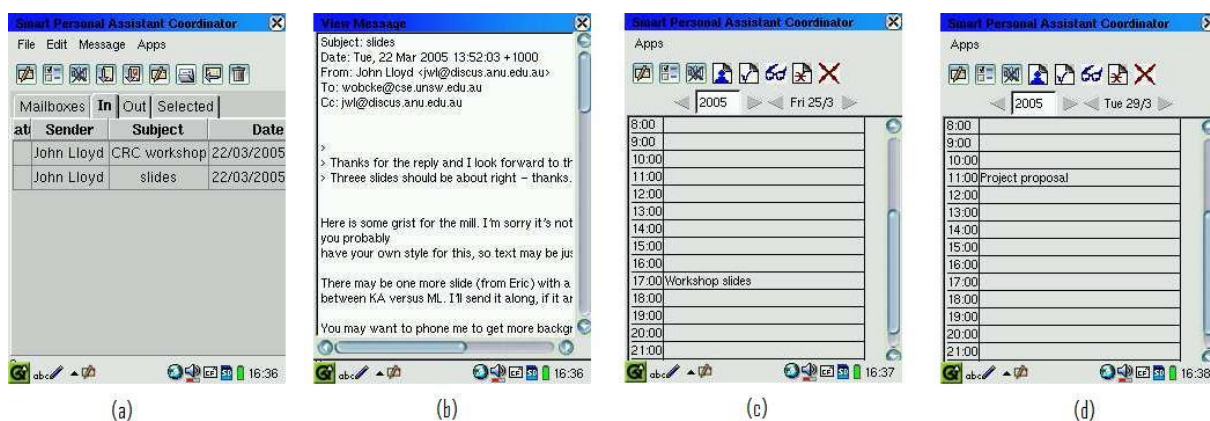 Smart Personal Assistant Coordinator
File Edit Message Apps
Mailboxes In Out Selected
Sender Subject Date
John Lloyd CRC workshop 22/03/2005
John Lloyd slides 22/03/2005
abc 16:36
(a)
View Message
Subject: slides
Date: Tue, 22 Mar 2005 13:52:03 +1000
From: John Lloyd <jwl@discus.anu.edu.au>
To: wobcke@cse.unsw.edu.au
Cc: jwl@discus.anu.edu.au
>
> Thanks for the reply and I look forward to th
> Threee slides should be about right – thanks.
Here is some grist for the mill. I'm sorry it's not
you probably
have your own style for this, so text may be jus
There may be one more slide (from Eric) with a
between KA versus ML. I'll send it along, if it ar
You may want to phone me to get more backgr
abc 16:36
(b)
Smart Personal Assistant Coordinator
Apps
2005 Fri 25/3
8:00
9:00
10:00
11:00
12:00
13:00
14:00
15:00
16:00
17:00 Workshop slides
18:00
19:00
20:00
21:00
abc 16:37
(c)
Smart Personal Assistant Coordinator
Apps
2005 Tue 29/3
8:00
9:00
10:00
11:00 Project proposal
12:00
13:00
14:00
15:00
16:00
17:00
18:00
19:00
20:00
21:00
abc 16:38
(d)